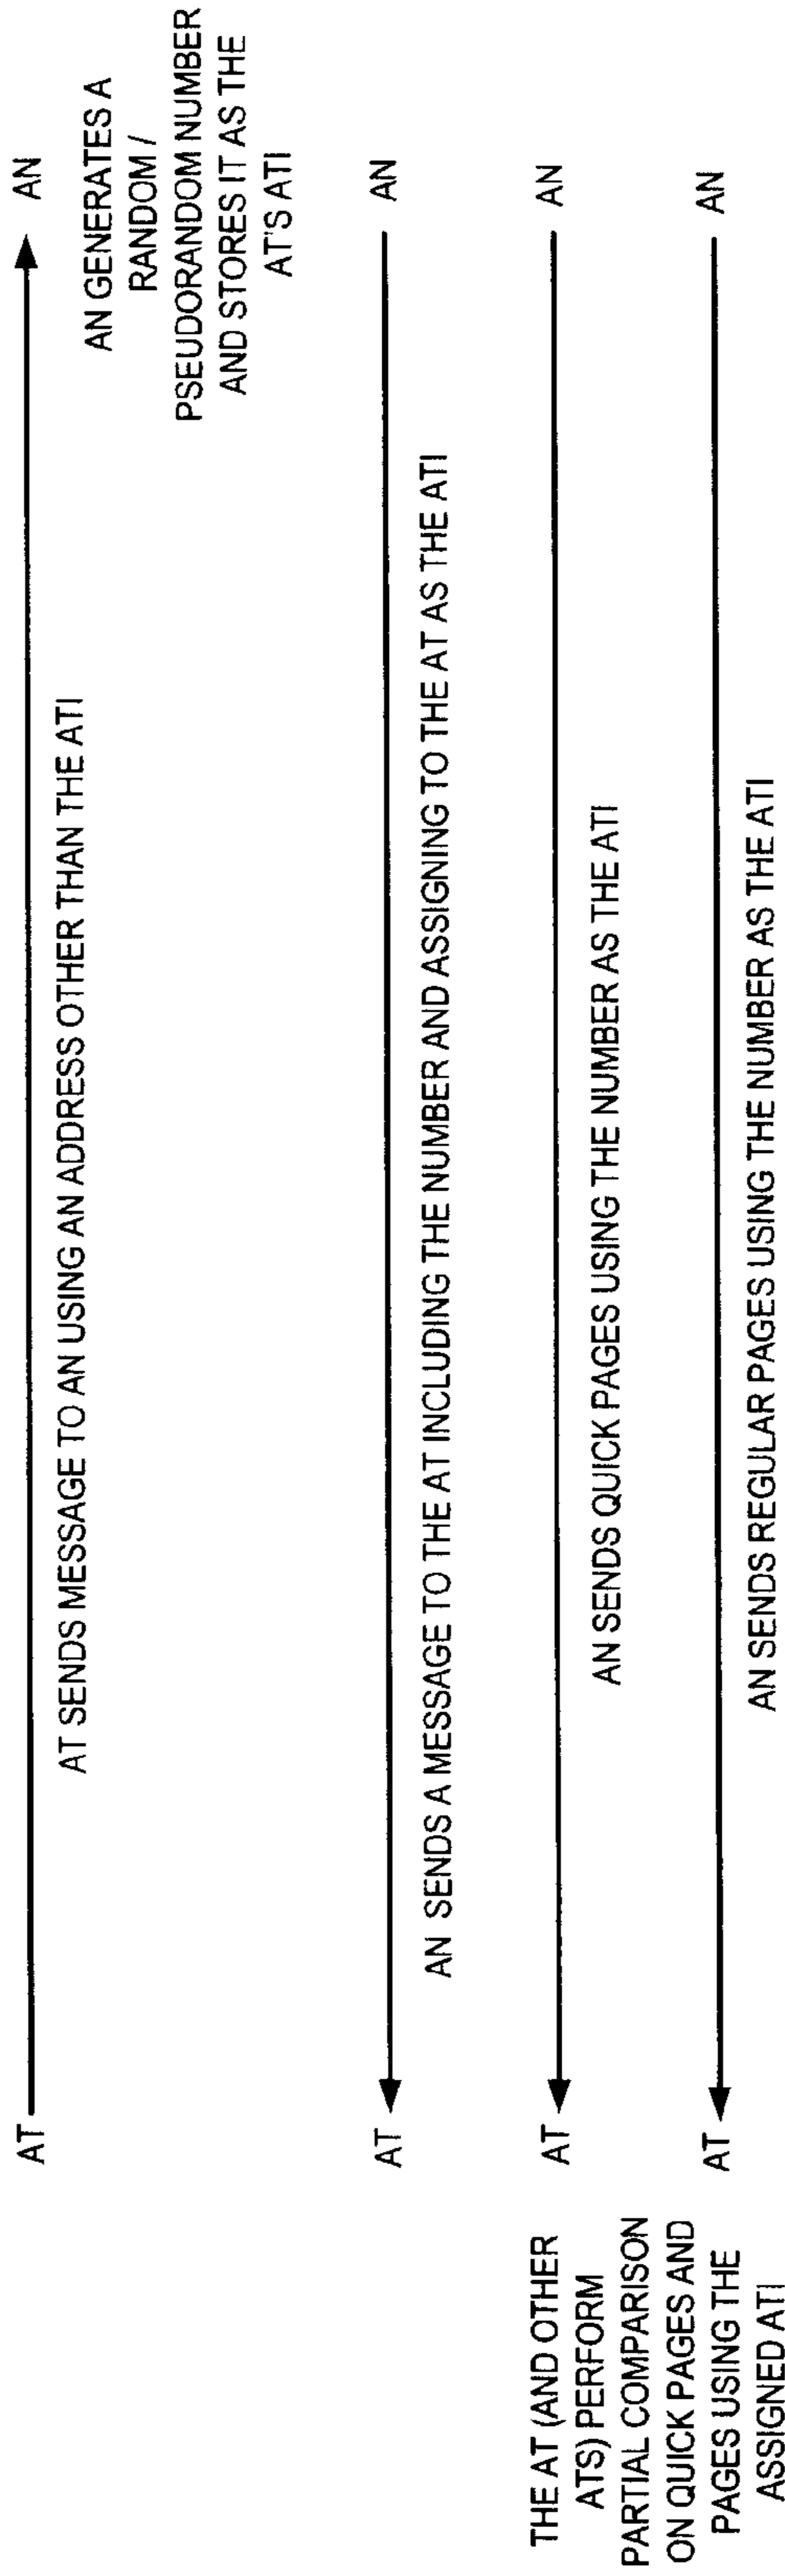 AT
AN
AT SENDS MESSAGE TO AN USING AN ADDRESS OTHER THAN THE ATI
AN GENERATES A
RANDOM /
PSEUDORANDOM NUMBER
AND STORES IT AS THE
AT'S ATI
AT
AN
AN SENDS A MESSAGE TO THE AT INCLUDING THE NUMBER AND ASSIGNING TO THE AT AS THE ATI
THE AT (AND OTHER
ATS) PERFORM
PARTIAL COMPARISON
ON QUICK PAGES AND
PAGES USING THE
ASSIGNED ATI
AT
AN
AN SENDS QUICK PAGES USING THE NUMBER AS THE ATI
AT
AN
AN SENDS REGULAR PAGES USING THE NUMBER AS THE ATI